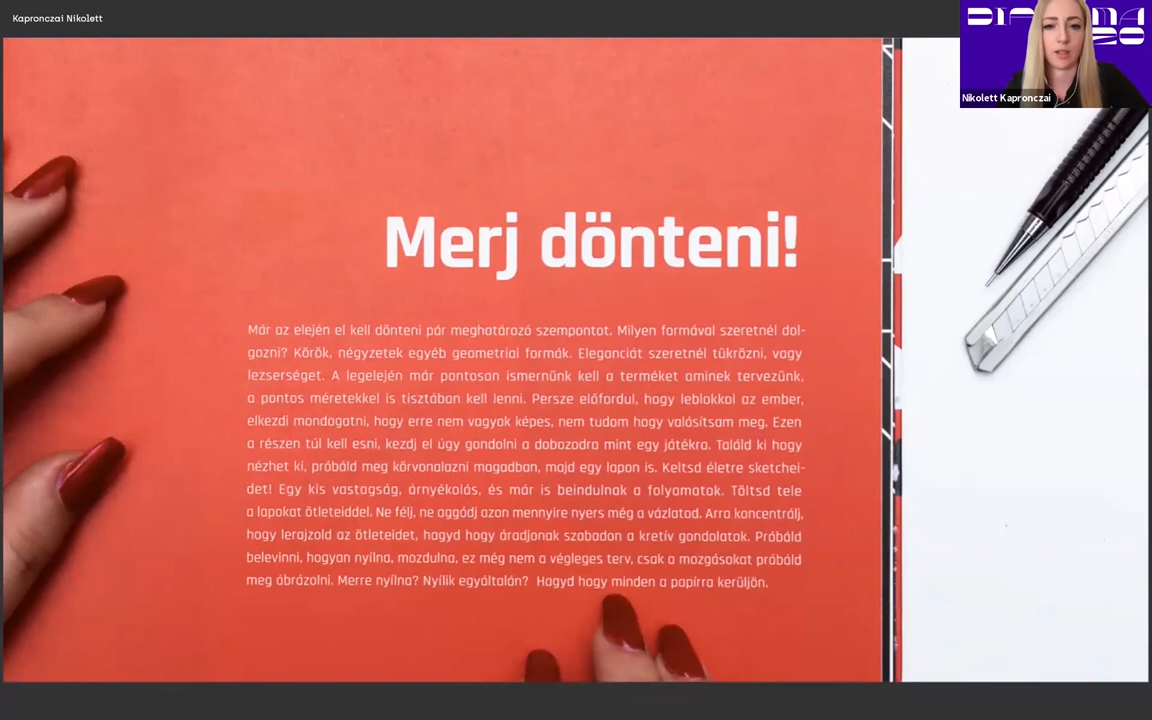 Kapronczai Nikolett
Nikolett Kapronczai
Merj dönteni!
Már az elején el kell dönteni pár meghatározó szempontot. Milyen formával szeretnél dol-
gozni? Körök, négyzetek egyéb geometriai formák. Eleganciát szeretnél tükrözni, vagy
lezserséget. A legelején már pontosan ismernünk kell a terméket aminek tervezünk,
a pontos méretekkel is tisztában kell lenni. Persze előfordul, hogy leblokkol az ember,
elkezdi mondogatni, hogy erre nem vagyok képes, nem tudom hogy valósítsam meg. Ezen
a részen túl kell esni, kezdj el úgy gondolni a dobozodra mint egy játékra. Találd ki hogy
nézhet ki, próbáld meg körvonalazni magadban, majd egy lapon is. Keltsd életre sketchei-
det! Egy kis vastagság, árnyékolás, és már is beindulnak a folyamatok. Töltsd tele
a lapokat ötleteiddel. Ne félj, ne aggódj azon mennyire nyers még a vázlatod. Arra koncentrálj,
hogy lerajzold az ötleteidet, hagyd hogy áradjonak szabadon a kretív gondolatok. Próbáld
belevinni, hogyan nyílna, mozdulna, ez még nem a végleges terv, csak a mozgásokat próbáld
meg ábrázolni. Merre nyílna? Nyílik egyáltalán? Hagyd hogy minden a papírra kerüljön.